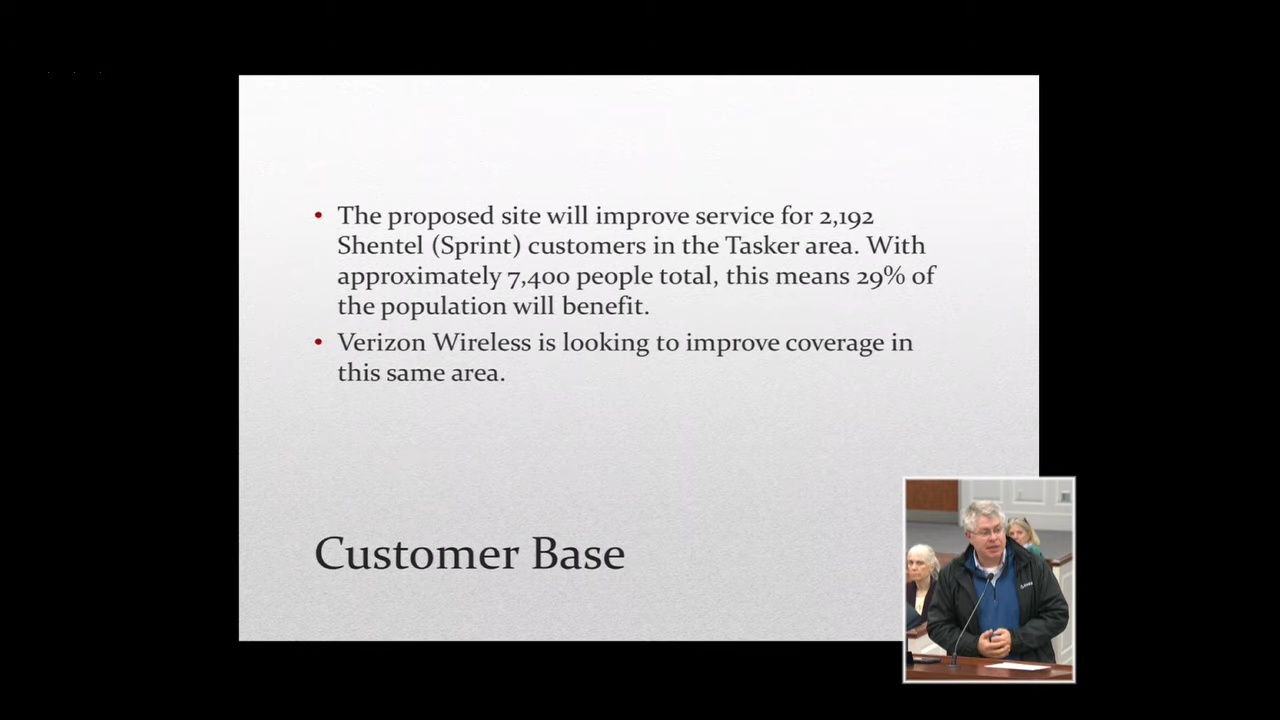 • The proposed site will improve service for 2,192
Shentel (Sprint) customers in the Tasker area. With
approximately 7,400 people total, this means 29% of
the population will benefit.
• Verizon Wireless is looking to improve coverage in
this same area.
Customer Base